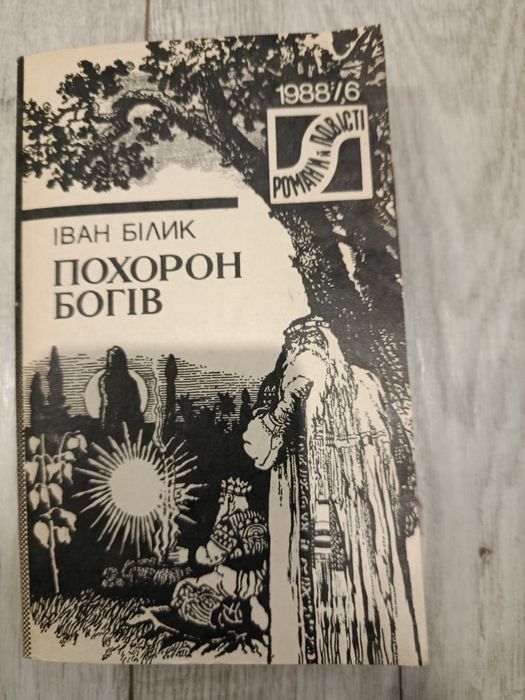 1988/6
РОМАНИ Й ПОВІСТІ
ІВАН БІЛИК
ПОХОРОН
БОГІВ